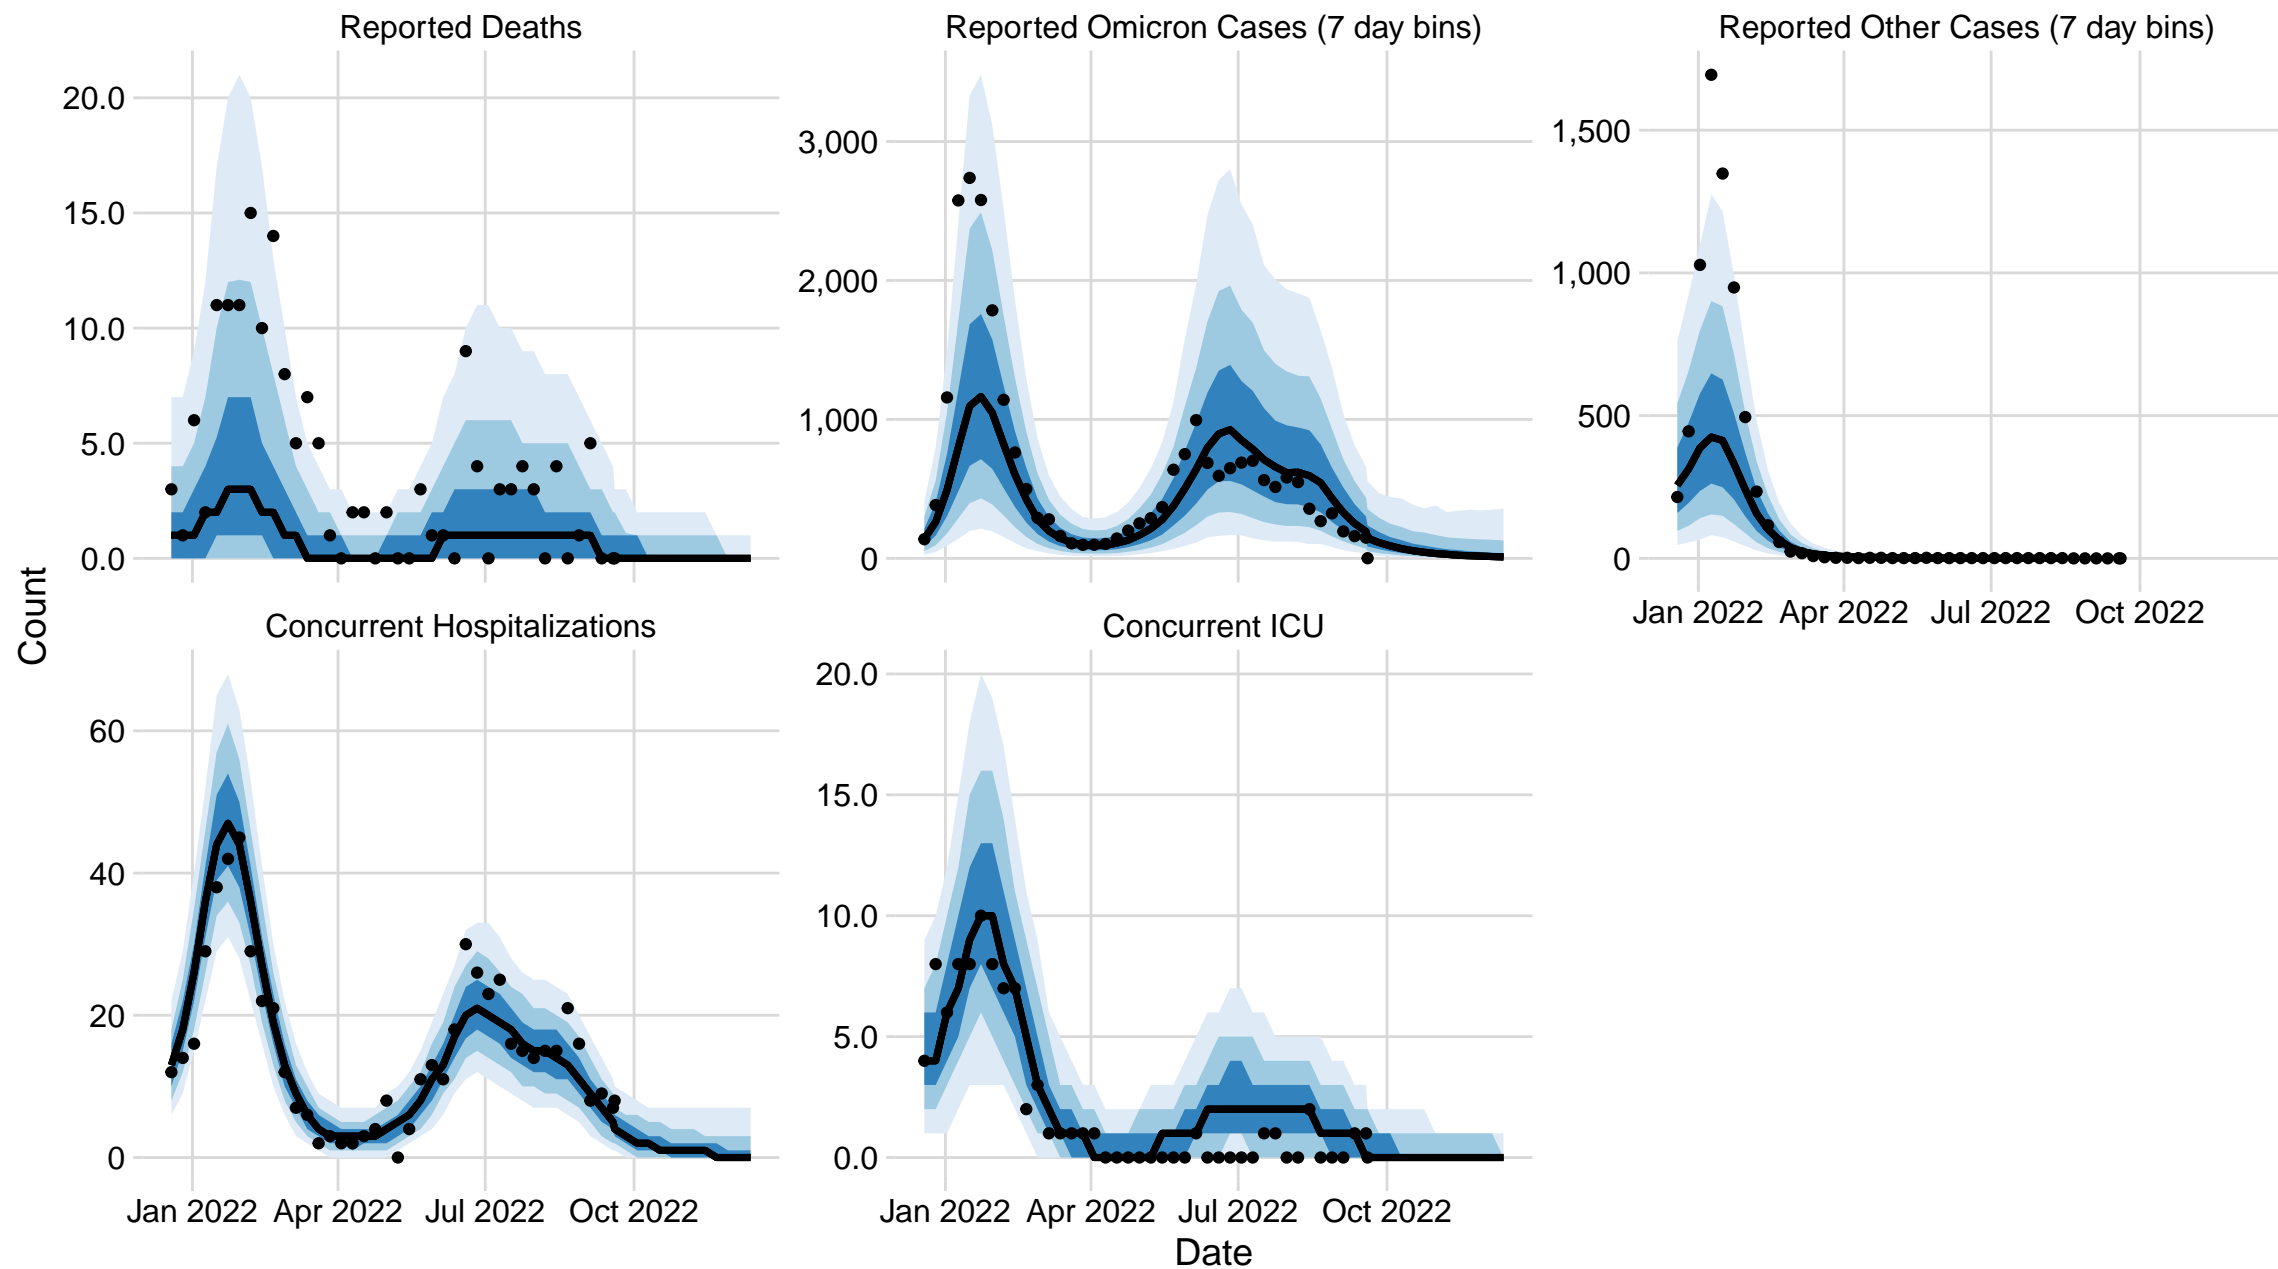 Reported Deaths
20.0
15.0
10.0
5.0
0.0
Reported Omicron Cases (7 day bins)
3,000
2,000
1,000
0
Reported Other Cases (7 day bins)
1,500
1,000
500
0
Jan 2022 Apr 2022 Jul 2022 Oct 2022
Count
Concurrent Hospitalizations
60
40
20
0
Jan 2022 Apr 2022 Jul 2022 Oct 2022
Concurrent ICU
20.0
15.0
10.0
5.0
0.0
Jan 2022 Apr 2022 Jul 2022 Oct 2022
Date